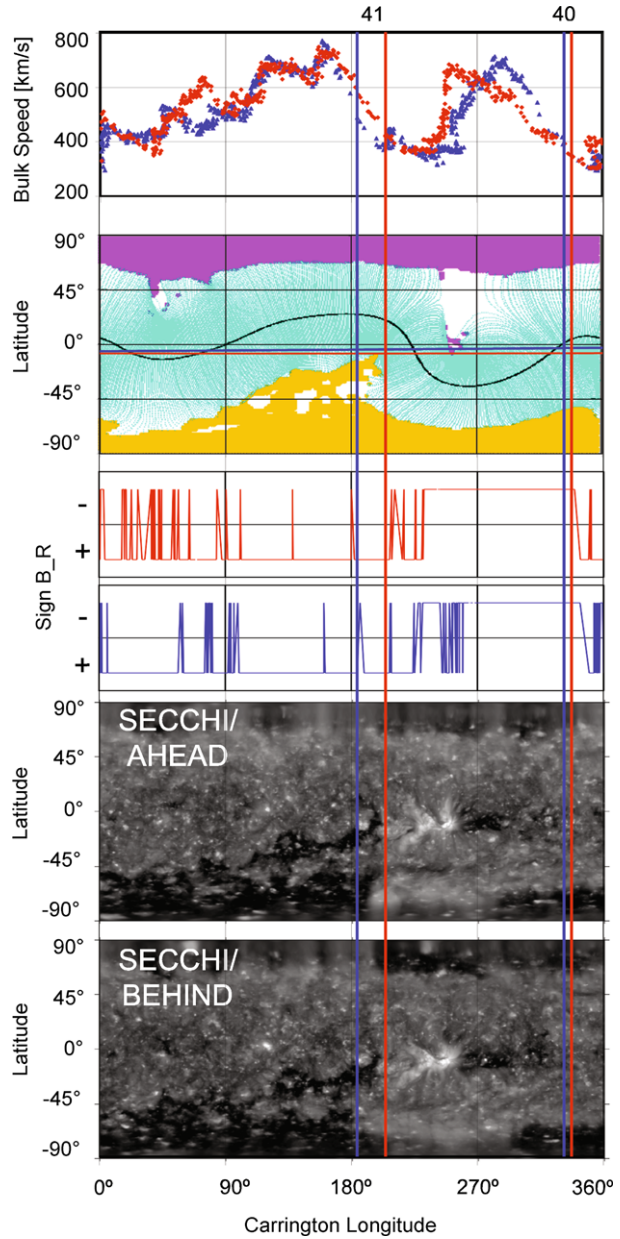 41 40
800
600
400
200
Bulk Speed [km/s]
90°
45°
0°
-45°
-90°
Latitude
-
+
-
+
Sign B_R
90°
45°
0°
-45°
-90°
Latitude
SECCHI/
AHEAD
90°
45°
0°
-45°
-90°
Latitude
SECCHI/
BEHIND
0° 90° 180° 270° 360°
Carrington Longitude